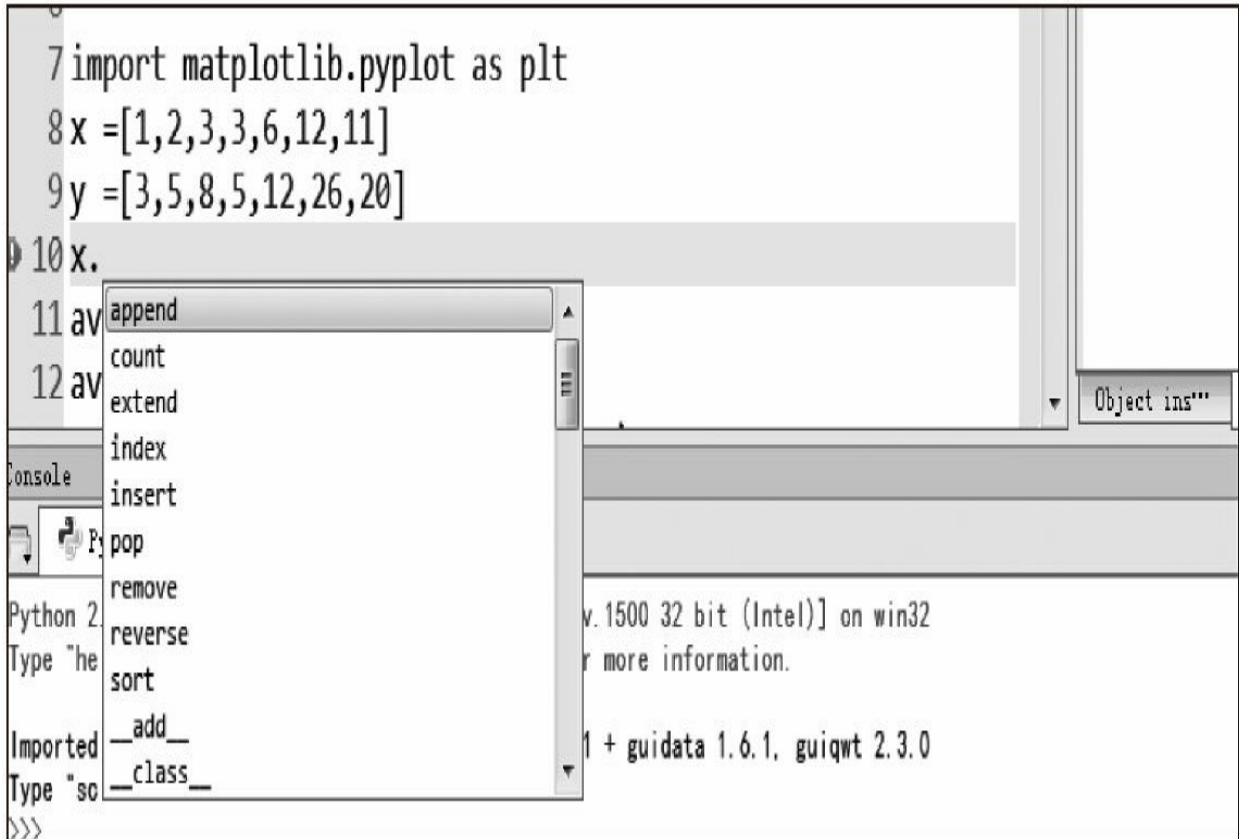 7 import matplotlib.pyplot as plt
8 x =[1,2,3,3,6,12,11]
9 y =[3,5,8,5,12,26,20]
10 x.
11 av
12 av
append
count
extend
index
insert
pop
remove
reverse
sort
__add__
__class__
Object ins...
Console
Python 2. v.1500 32 bit (Intel)] on win32
Type "he r more information.
Imported 1 + guidata 1.6.1, guiqwt 2.3.0
Type "sc
>>>